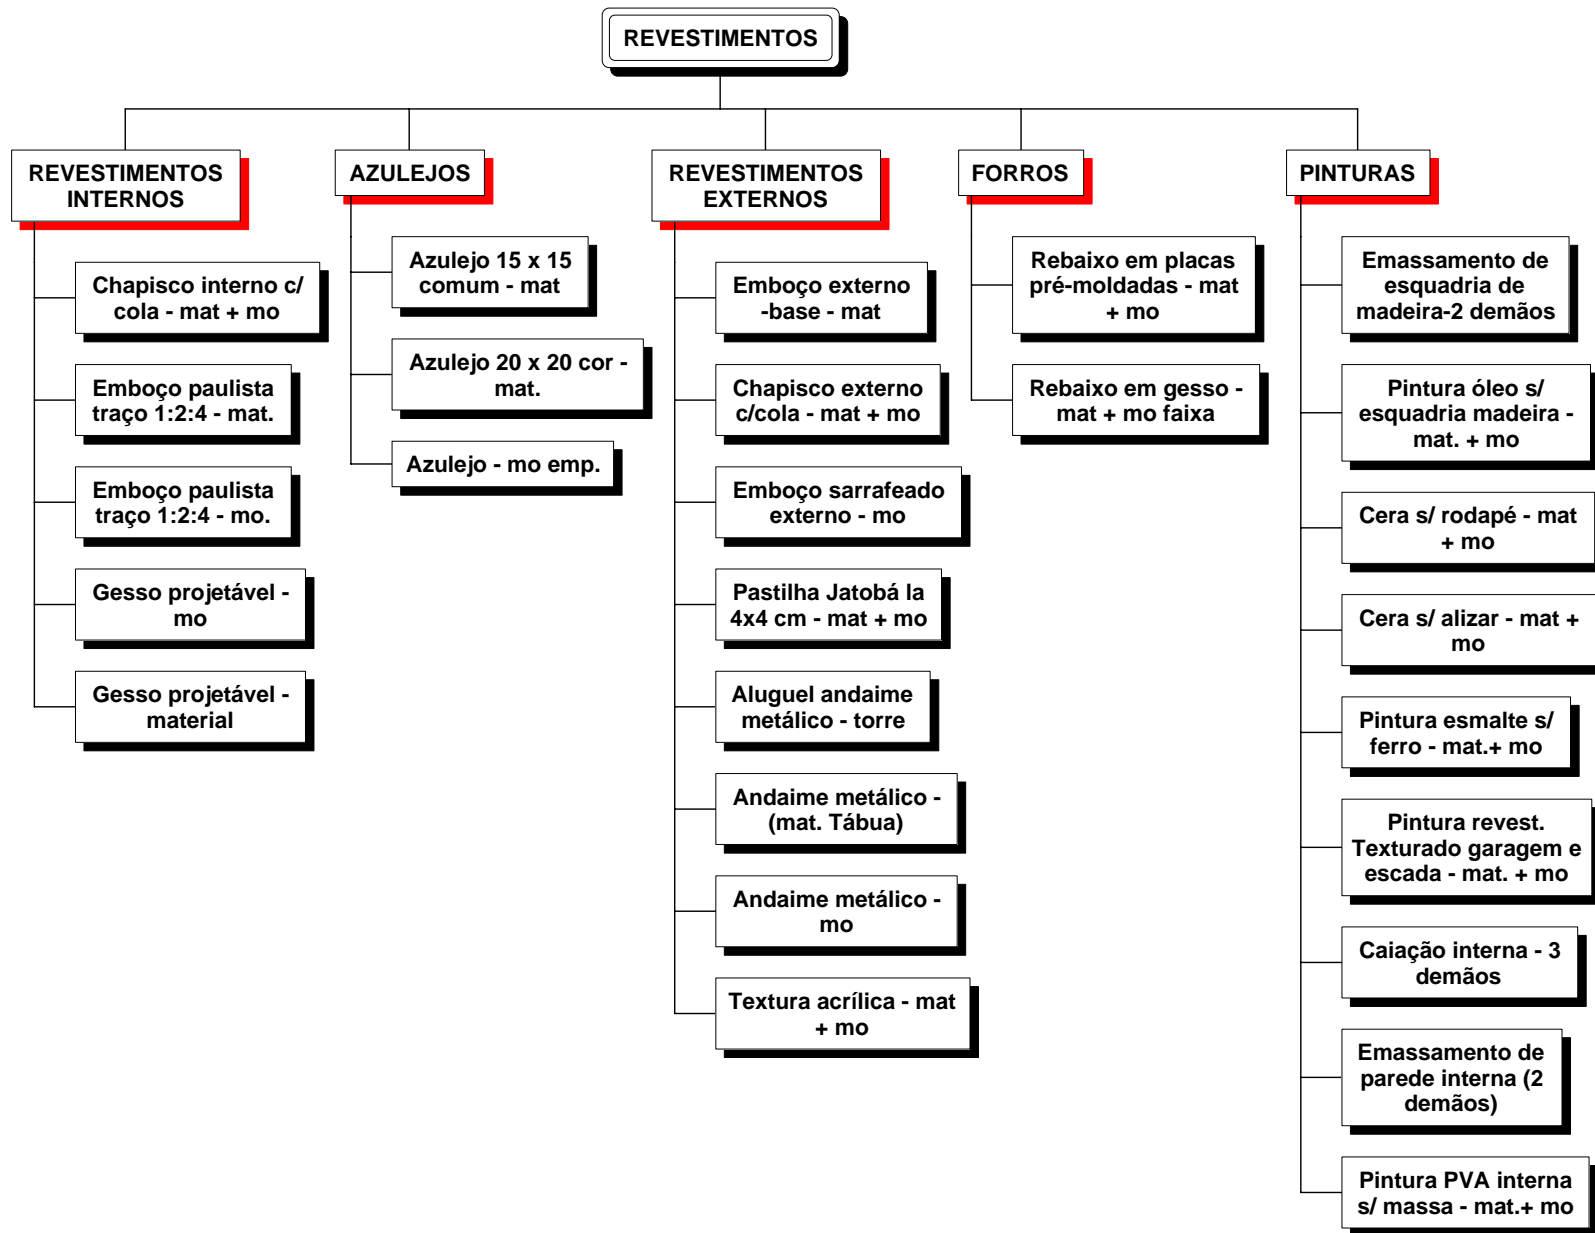 REVESTIMENTOS
REVESTIMENTOS
INTERNOS
Chapisco interno c/
cola - mat + mo
Emboço paulista
traço 1:2:4 - mat.
Emboço paulista
traço 1:2:4 - mo.
Gesso projetável -
mo
Gesso projetável -
material
AZULEJOS
Azulejo 15 x 15
comum - mat
Azulejo 20 x 20 cor -
mat.
Azulejo - mo emp.
REVESTIMENTOS
EXTERNOS
Emboço externo
-base - mat
Chapisco externo
c/cola - mat + mo
Emboço sarrafeado
externo - mo
Pastilha Jatobá la
4x4 cm - mat + mo
Aluguel andaime
metálico - torre
Andaime metálico -
(mat. Tábua)
Andaime metálico -
mo
Textura acrílica - mat
+ mo
FORROS
Rebaixo em placas
pré-moldadas - mat
+ mo
Rebaixo em gesso -
mat + mo faixa
PINTURAS
Emassamento de
esquadria de
madeira-2 demãos
Pintura óleo s/
esquadria madeira -
mat. + mo
Cera s/ rodapé - mat
+ mo
Cera s/ alizar - mat +
mo
Pintura esmalte s/
ferro - mat.+ mo
Pintura revest.
Texturado garagem e
escada - mat. + mo
Caiação interna - 3
demãos
Emassamento de
parede interna (2
demãos)
Pintura PVA interna
s/ massa - mat.+ mo